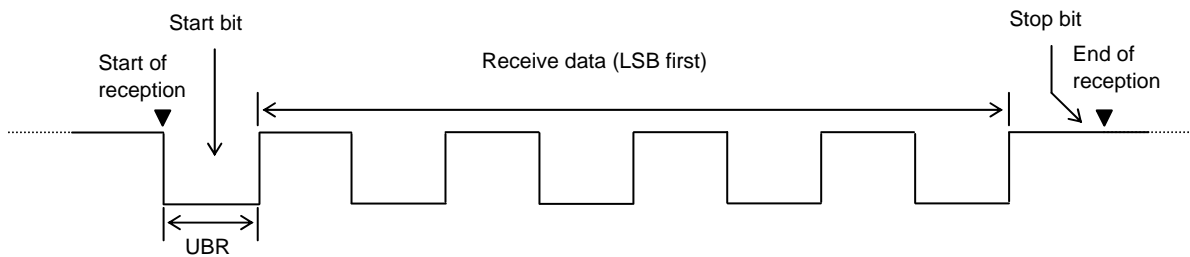 Start bit
Stop bit
Start of
reception
Receive data (LSB first)
End of
reception
UBR